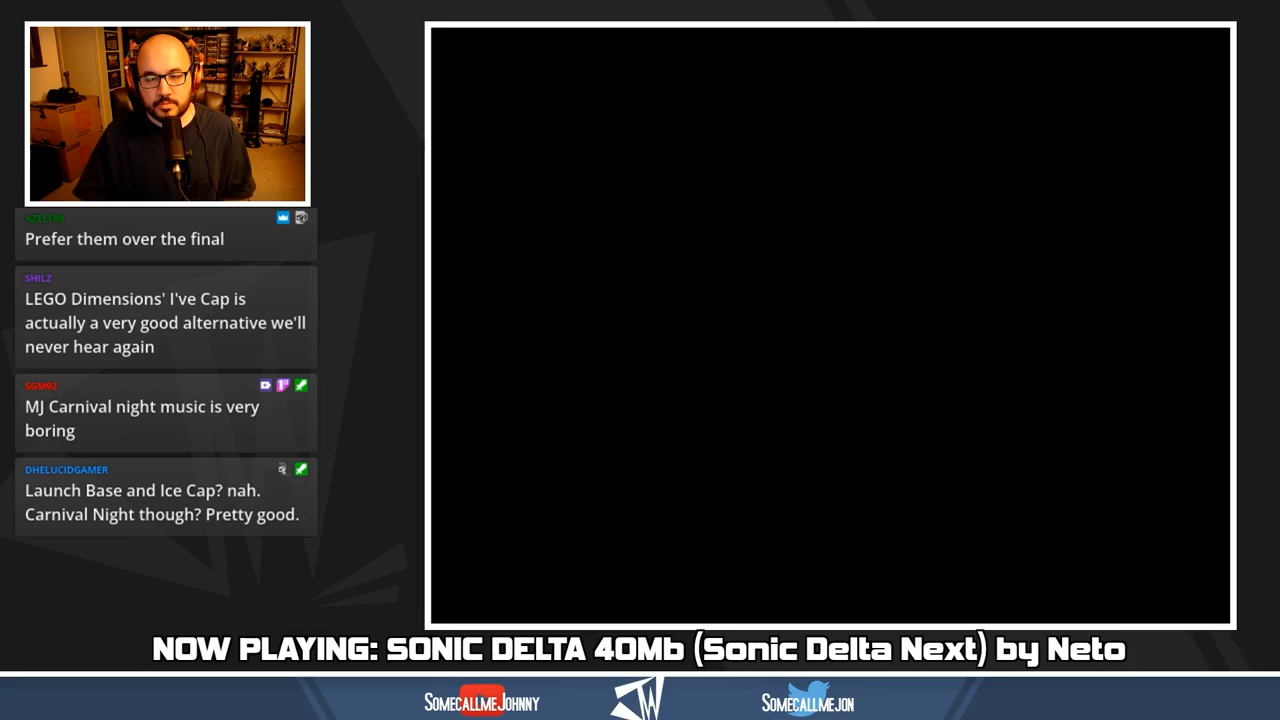 AZELF89
Prefer them over the final
SHILZ
LEGO Dimensions' I've Cap is
actually a very good alternative we'll
never hear again
SGM92
MJ Carnival night music is very
boring
DHELUCIDGAMER
Launch Base and Ice Cap? nah.
Carnival Night though? Pretty good.
NOW PLAYING: SONIC DELTA 40Mb (Sonic Delta Next) by Neto
SOMECALLMEJOHNNY
SOMECALLMEJON